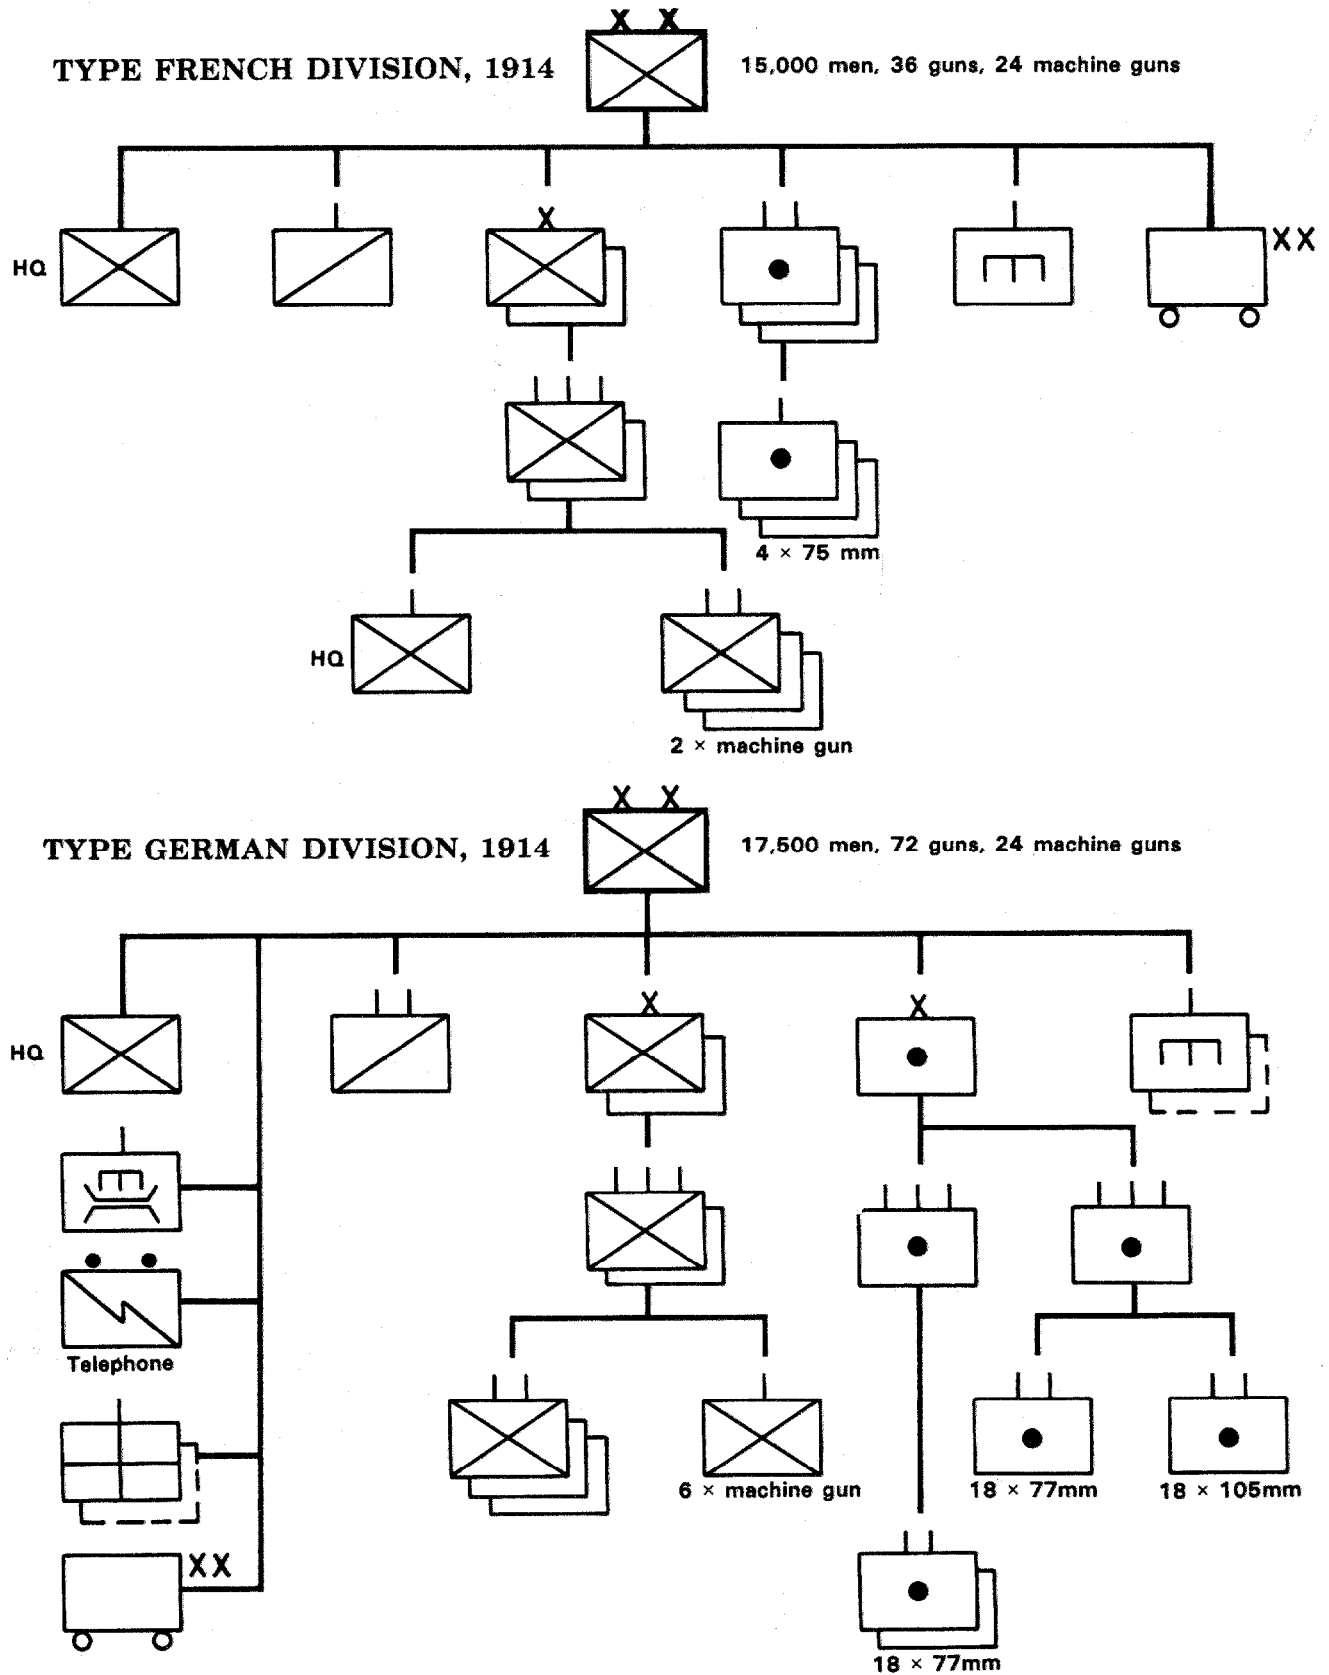 X X
TYPE FRENCH DIVISION, 1914
15,000 men, 36 guns, 24 machine guns
X
XX
HQ
4 × 75 mm
HQ
2 × machine gun
X X
TYPE GERMAN DIVISION, 1914
17,500 men, 72 guns, 24 machine guns
X
X
HQ
Telephone
6 × machine gun
18 × 77mm
18 × 105mm
XX
18 × 77mm